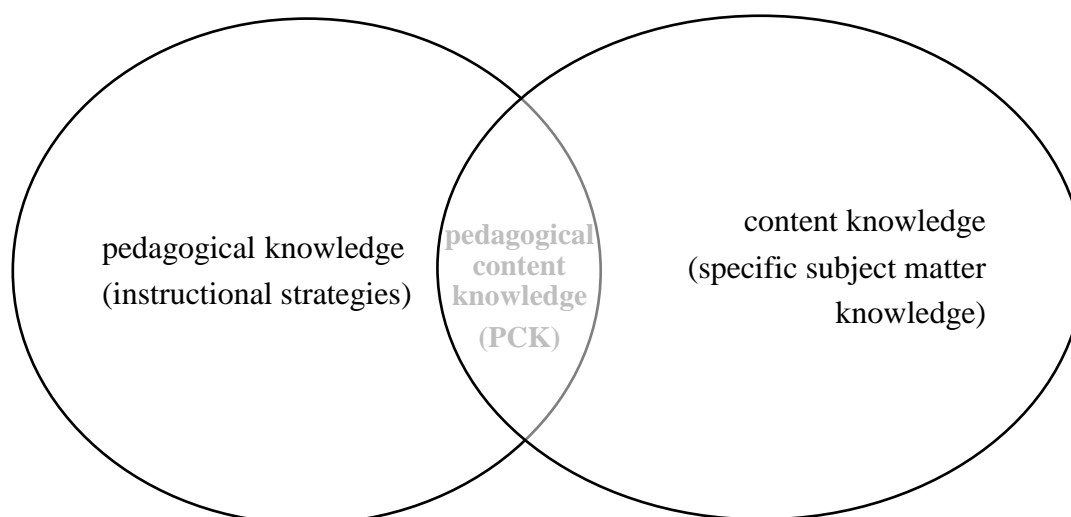 pedagogical knowledge
(instructional strategies)
pedagogical
content
knowledge
(PCK)
content knowledge
(specific subject matter
knowledge)